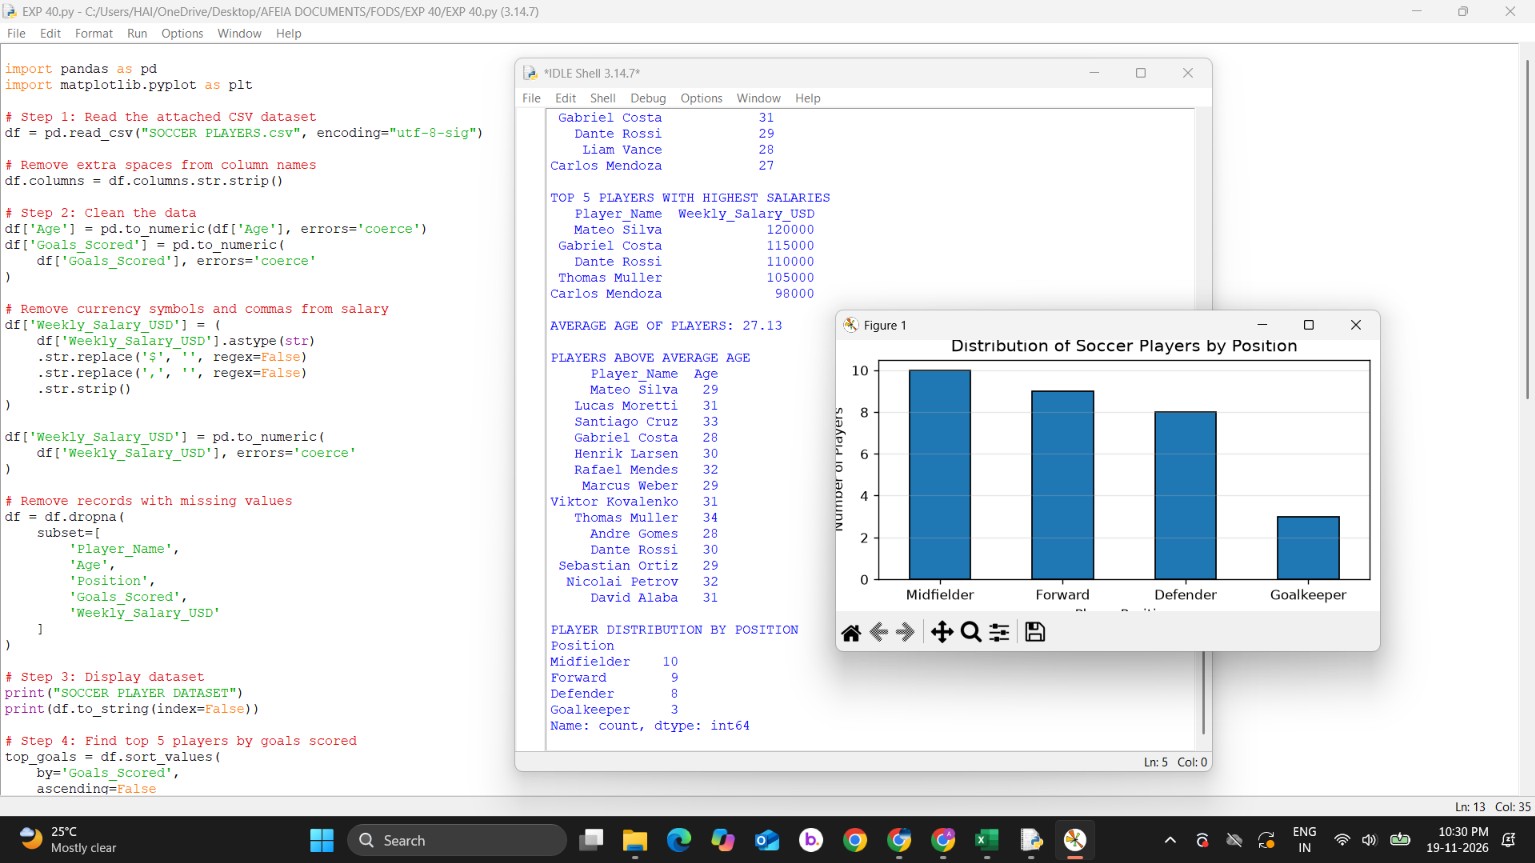 EXP 40.py - C:/Users/HAI/OneDrive/Desktop/AFEIA DOCUMENTS/FODS/EXP 40/EXP 40.py (3.14.7)
File Edit Format Run Options Window Help
import pandas as pd
import matplotlib.pyplot as plt
# Step 1: Read the attached CSV dataset
df = pd.read_csv("SOCCER PLAYERS.csv", encoding="utf-8-sig")
# Remove extra spaces from column names
df.columns = df.columns.str.strip()
# Step 2: Clean the data
df['Age'] = pd.to_numeric(df['Age'], errors='coerce')
df['Goals_Scored'] = pd.to_numeric(
    df['Goals_Scored'], errors='coerce'
)
# Remove currency symbols and commas from salary
df['Weekly_Salary_USD'] = (
    df['Weekly_Salary_USD'].astype(str)
    .str.replace('$', '', regex=False)
    .str.replace(',', '', regex=False)
    .str.strip()
)
df['Weekly_Salary_USD'] = pd.to_numeric(
    df['Weekly_Salary_USD'], errors='coerce'
)
# Remove records with missing values
df = df.dropna(
    subset=[
        'Player_Name',
        'Age',
        'Position',
        'Goals_Scored',
        'Weekly_Salary_USD'
    ]
)
# Step 3: Display dataset
print("SOCCER PLAYER DATASET")
print(df.to_string(index=False))
# Step 4: Find top 5 players by goals scored
top_goals = df.sort_values(
    by='Goals_Scored',
    ascending=False
*IDLE Shell 3.14.7*
File Edit Shell Debug Options Window Help
Gabriel Costa 31
Dante Rossi 29
Liam Vance 28
Carlos Mendoza 27
TOP 5 PLAYERS WITH HIGHEST SALARIES
Player_Name Weekly_Salary_USD
Mateo Silva 120000
Gabriel Costa 115000
Dante Rossi 110000
Thomas Muller 105000
Carlos Mendoza 98000
AVERAGE AGE OF PLAYERS: 27.13
PLAYERS ABOVE AVERAGE AGE
Player_Name Age
Mateo Silva 29
Lucas Moretti 31
Santiago Cruz 33
Gabriel Costa 28
Henrik Larsen 30
Rafael Mendes 32
Marcus Weber 29
Viktor Kovalenko 31
Thomas Muller 34
Andre Gomes 28
Dante Rossi 30
Sebastian Ortiz 29
Nicolai Petrov 32
David Alaba 31
PLAYER DISTRIBUTION BY POSITION
Position
Midfielder 10
Forward 9
Defender 8
Goalkeeper 3
Name: count, dtype: int64
Ln: 5 Col: 0
Figure 1
Distribution of Soccer Players by Position
Number of Players
10
8
6
4
2
0
Midfielder Forward Defender Goalkeeper
Ln: 13 Col: 35
25°C
Mostly clear
Search
b.
ENG
IN
10:30 PM
19-11-2026